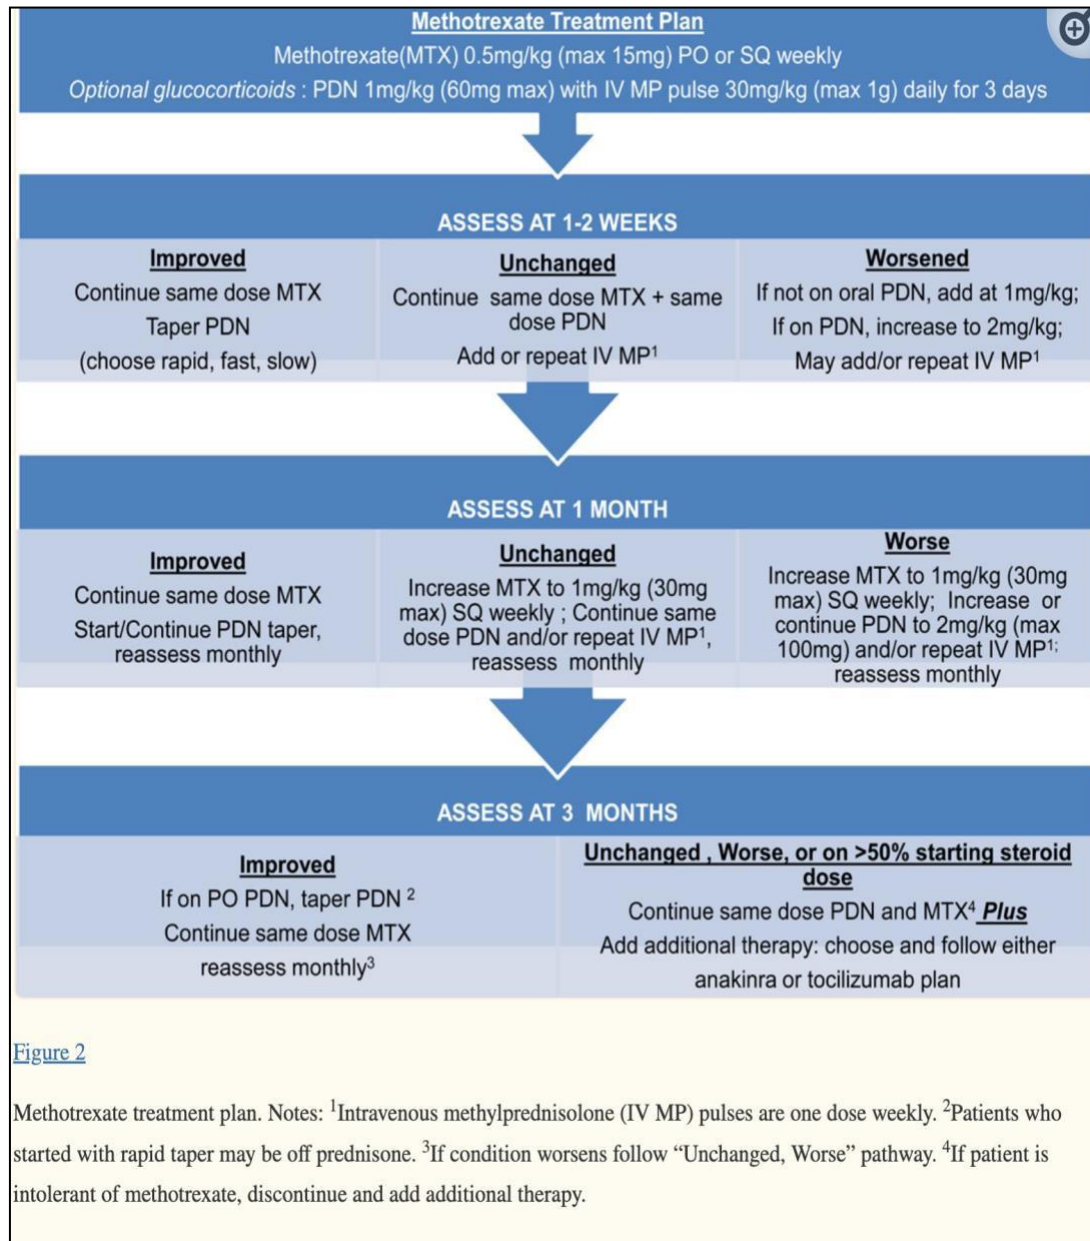 Methotrexate Treatment Plan
Methotrexate(MTX) 0.5mg/kg (max 15mg) PO or SQ weekly
Optional glucocorticoids : PDN 1mg/kg (60mg max) with IV MP pulse 30mg/kg (max 1g) daily for 3 days
ASSESS AT 1-2 WEEKS
Improved
Continue same dose MTX
Taper PDN
(choose rapid, fast, slow)
Unchanged
Continue same dose MTX + same
dose PDN
Add or repeat IV MP¹
Worsened
If not on oral PDN, add at 1mg/kg;
If on PDN, increase to 2mg/kg;
May add/or repeat IV MP¹
ASSESS AT 1 MONTH
Improved
Continue same dose MTX
Start/Continue PDN taper,
reassess monthly
Unchanged
Increase MTX to 1mg/kg (30mg
max) SQ weekly ; Continue same
dose PDN and/or repeat IV MP¹,
reassess monthly
Worse
Increase MTX to 1mg/kg (30mg
max) SQ weekly; Increase or
continue PDN to 2mg/kg (max
100mg) and/or repeat IV MP¹;
reassess monthly
ASSESS AT 3 MONTHS
Improved
If on PO PDN, taper PDN ²
Continue same dose MTX
reassess monthly³
Unchanged , Worse, or on >50% starting steroid
dose
Continue same dose PDN and MTX⁴ Plus
Add additional therapy: choose and follow either
anakinra or tocilizumab plan
Figure 2
Methotrexate treatment plan. Notes: ¹Intravenous methylprednisolone (IV MP) pulses are one dose weekly. ²Patients who
started with rapid taper may be off prednisone. ³If condition worsens follow “Unchanged, Worse” pathway. ⁴If patient is
intolerant of methotrexate, discontinue and add additional therapy.